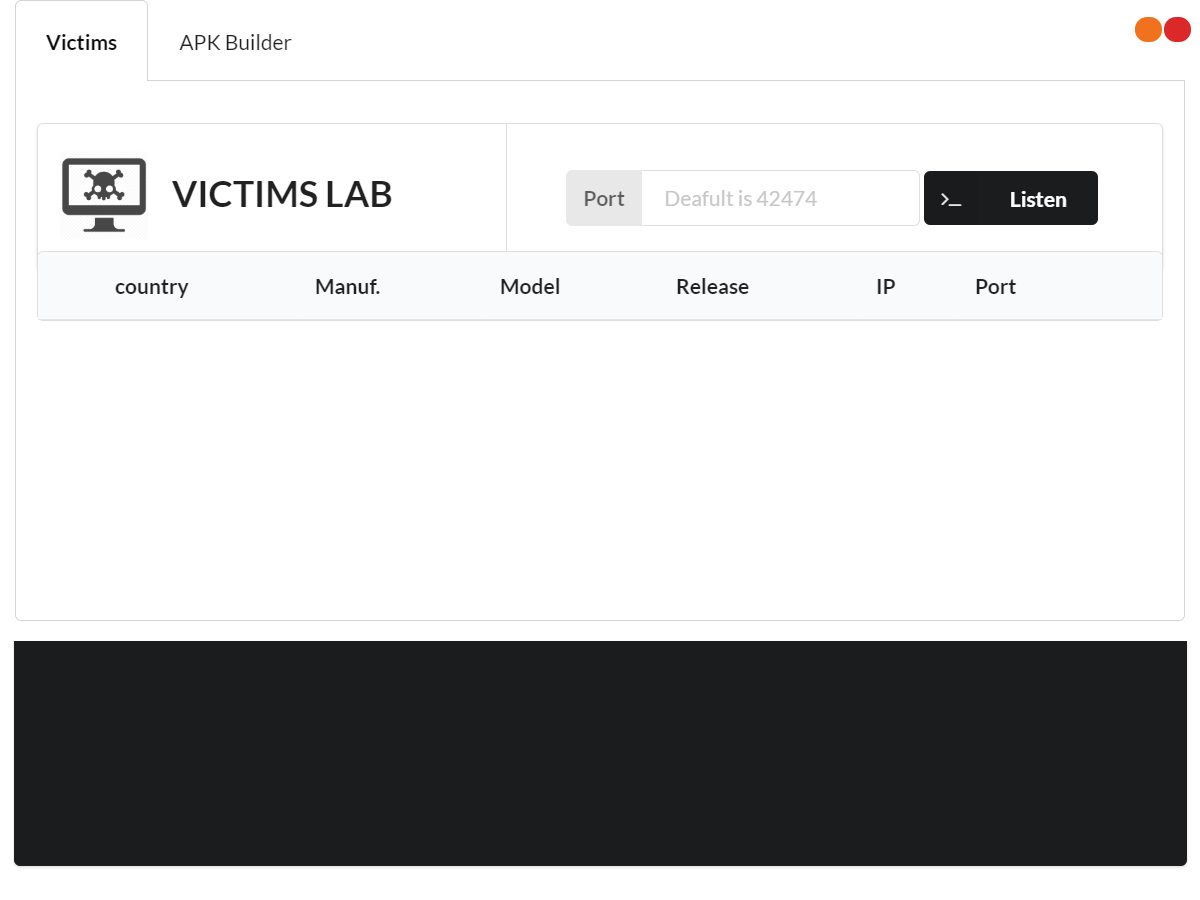 Victims APK Builder
VICTIMS LAB
Port Deafult is 42474 >_ Listen
country Manuf. Model Release IP Port